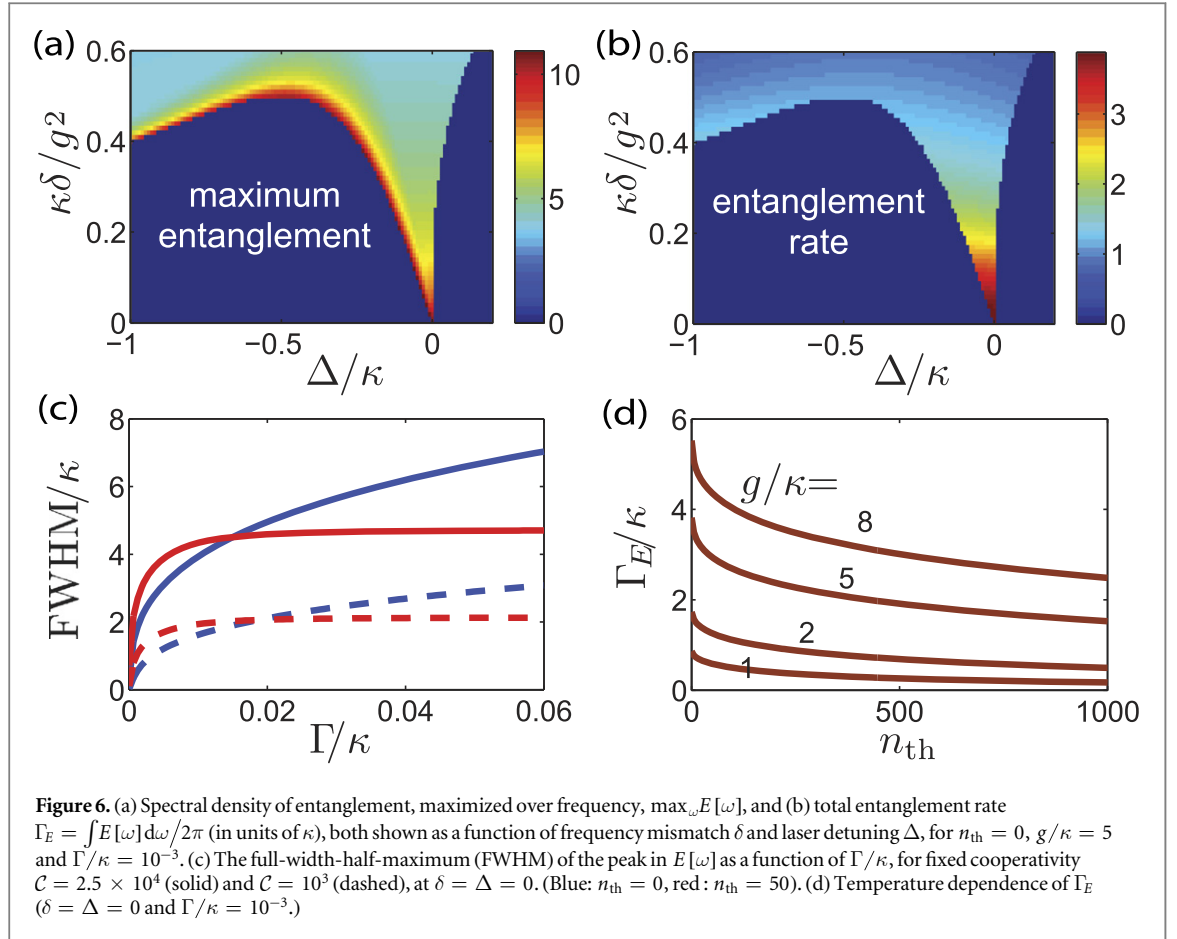 (a)
(b)
0.6
0.4
0.2
0
κδ/g²
maximum
entanglement
−1
−0.5
0
Δ/κ
10
5
0
0.6
0.4
0.2
0
κδ/g²
entanglement
rate
−1
−0.5
0
Δ/κ
3
2
1
0
(c)
(d)
8
6
4
2
0
FWHM/κ
0
0.02
0.04
0.06
Γ/κ
6
4
2
0
Γ_E/κ
g/κ=
8
5
2
1
0
500
1000
n_th
Figure 6. (a) Spectral density of entanglement, maximized over frequency, max_ωE[ω], and (b) total entanglement rate
Γ_E = ∫E[ω]dω/2π (in units of κ), both shown as a function of frequency mismatch δ and laser detuning Δ, for n_th = 0, g/κ = 5
and Γ/κ = 10⁻³. (c) The full-width-half-maximum (FWHM) of the peak in E[ω] as a function of Γ/κ, for fixed cooperativity
𝒞 = 2.5 × 10⁴ (solid) and 𝒞 = 10³ (dashed), at δ = Δ = 0. (Blue: n_th = 0, red: n_th = 50). (d) Temperature dependence of Γ_E
(δ = Δ = 0 and Γ/κ = 10⁻³.)